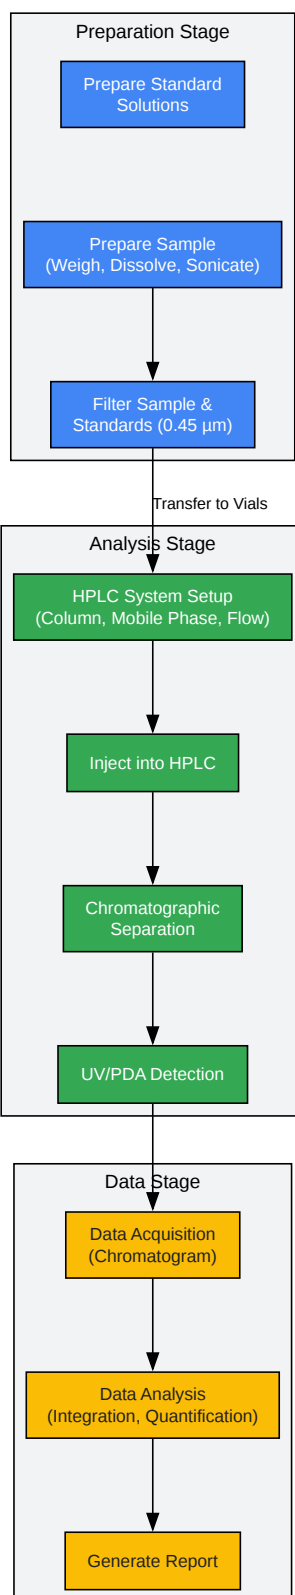 Preparation Stage
Prepare Standard
Solutions
Prepare Sample
(Weigh, Dissolve, Sonicate)
Filter Sample &
Standards (0.45 µm)
Transfer to Vials
Analysis Stage
HPLC System Setup
(Column, Mobile Phase, Flow)
Inject into HPLC
Chromatographic
Separation
UV/PDA Detection
Data Stage
Data Acquisition
(Chromatogram)
Data Analysis
(Integration, Quantification)
Generate Report